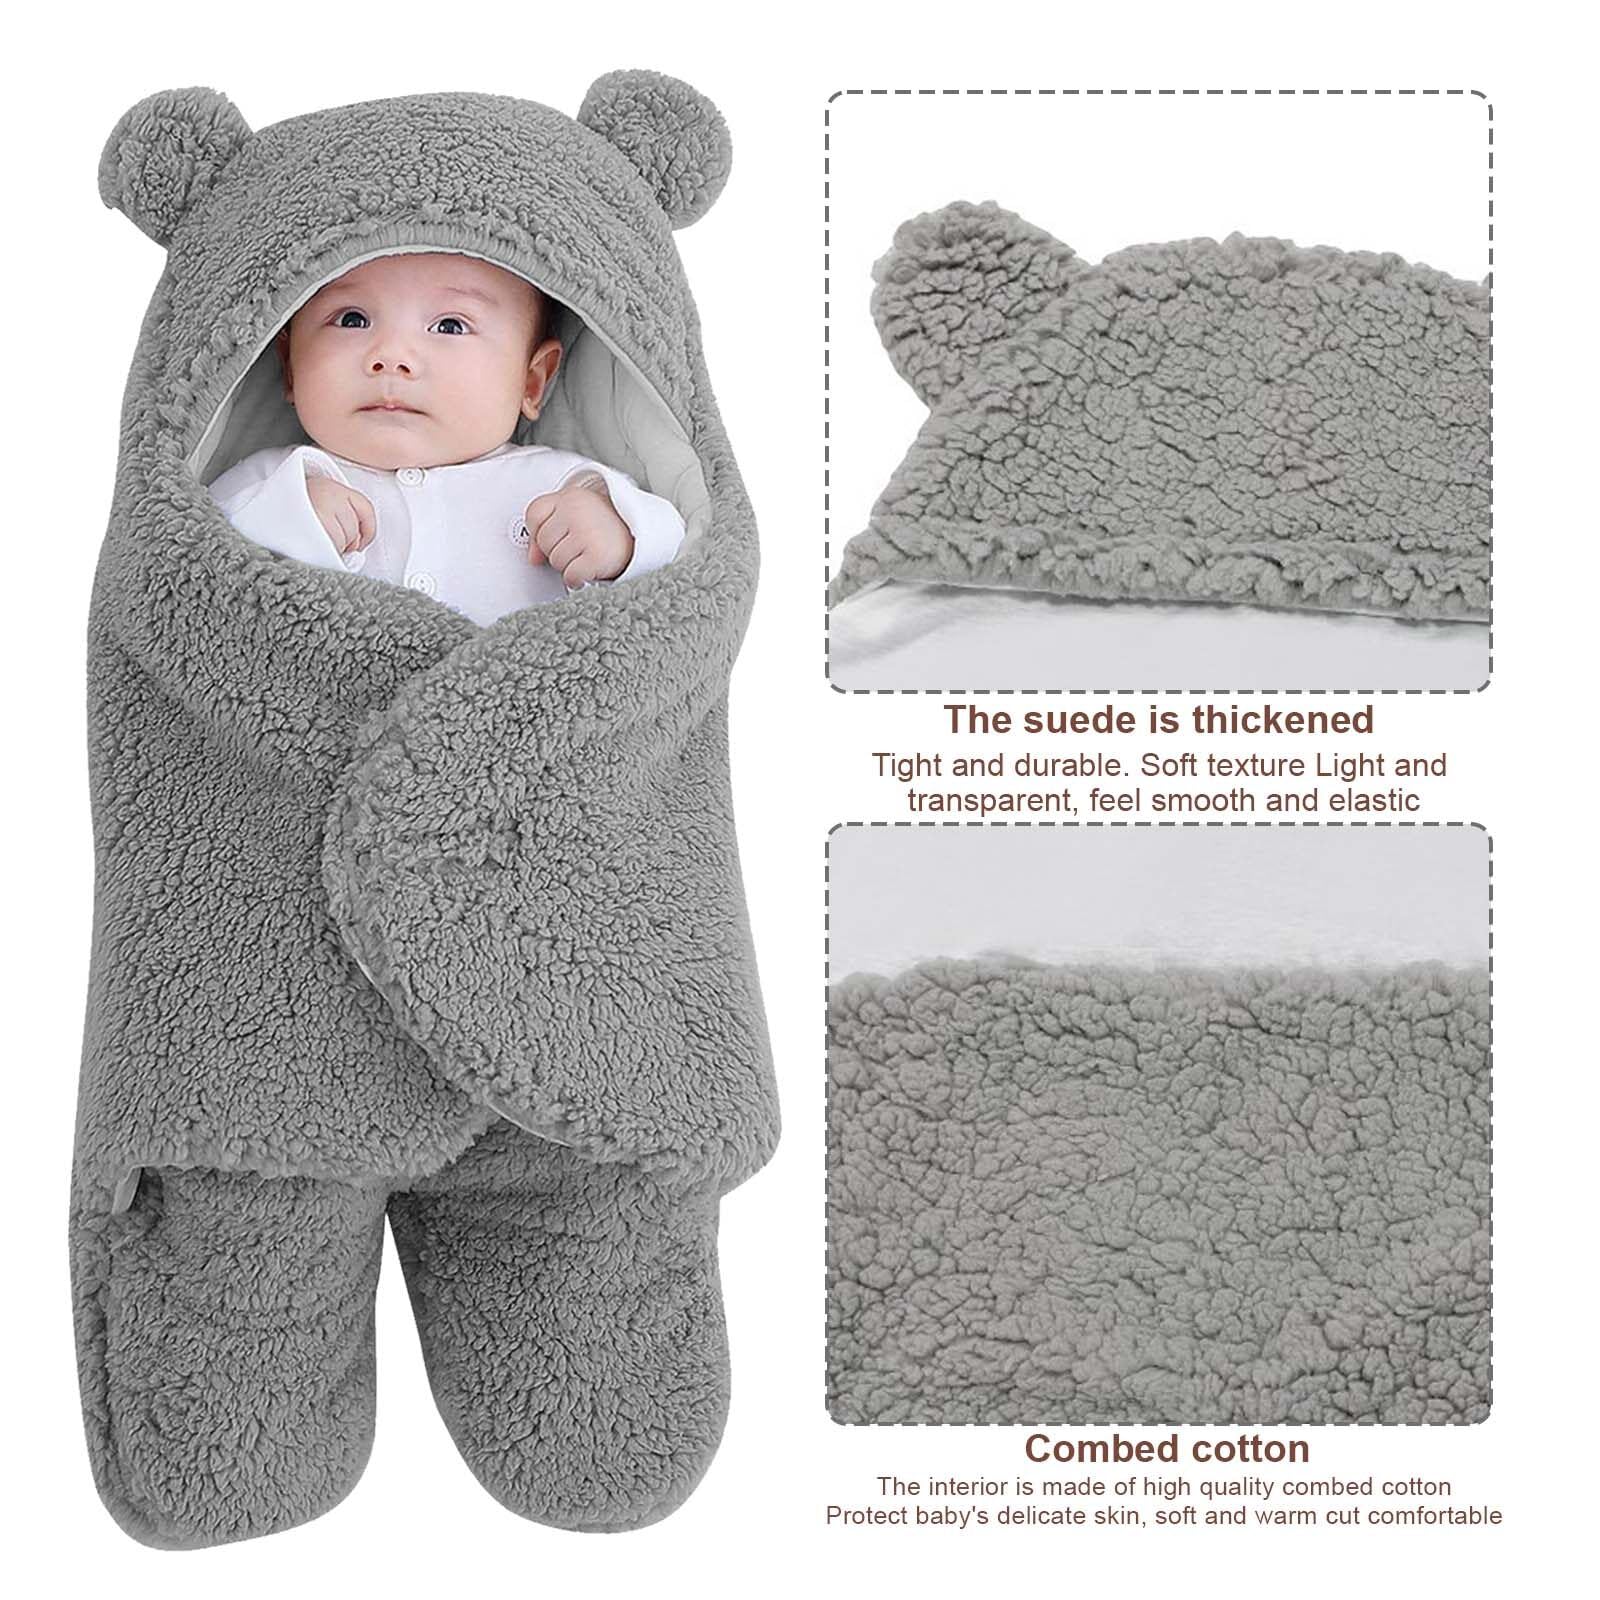 The suede is thickened
Tight and durable. Soft texture Light and
transparent, feel smooth and elastic
Combed cotton
The interior is made of high quality combed cotton
Protect baby's delicate skin, soft and warm cut comfortable